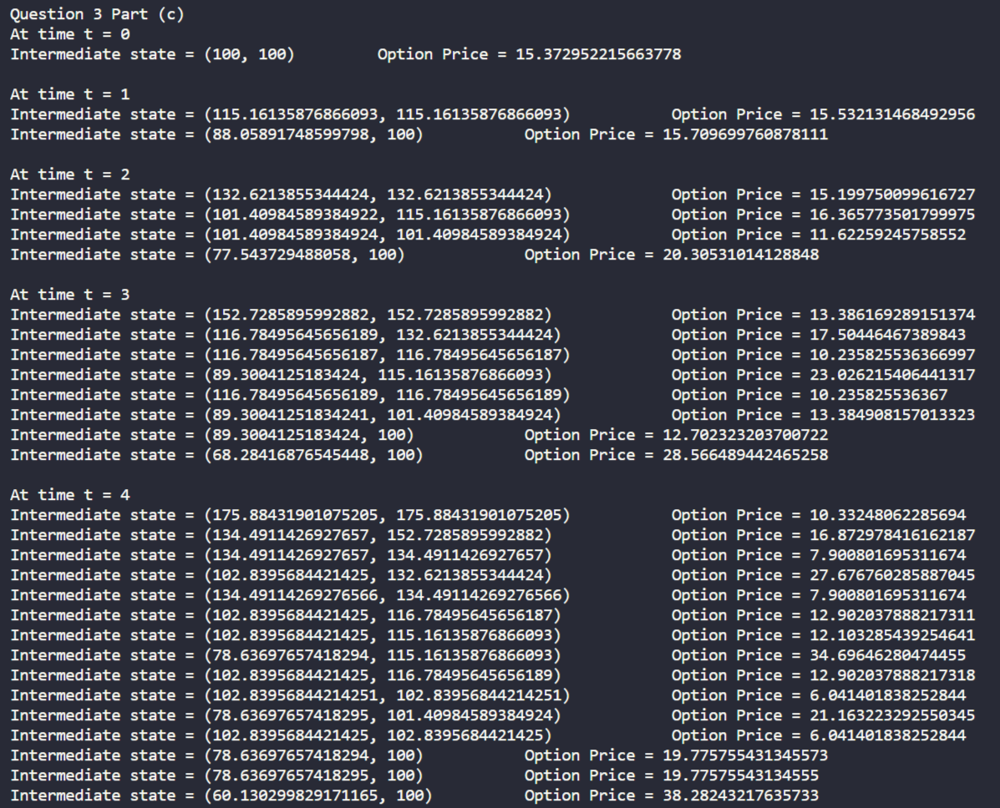 Question 3 Part (c)
At time t = 0
Intermediate state = (100, 100) Option Price = 15.372952215663778
At time t = 1
Intermediate state = (115.16135876866093, 115.16135876866093) Option Price = 15.532131468492956
Intermediate state = (88.05891748599798, 100) Option Price = 15.709699760878111
At time t = 2
Intermediate state = (132.6213855344424, 132.6213855344424) Option Price = 15.199750099616727
Intermediate state = (101.40984589384922, 115.16135876866093) Option Price = 16.365773501799975
Intermediate state = (101.40984589384924, 101.40984589384924) Option Price = 11.62259245758552
Intermediate state = (77.543729488058, 100) Option Price = 20.30531014128848
At time t = 3
Intermediate state = (152.7285895992882, 152.7285895992882) Option Price = 13.386169289151374
Intermediate state = (116.78495645656189, 132.6213855344424) Option Price = 17.50446467389843
Intermediate state = (116.78495645656187, 116.78495645656187) Option Price = 10.235825536366997
Intermediate state = (89.3004125183424, 115.16135876866093) Option Price = 23.026215406441317
Intermediate state = (116.78495645656189, 116.78495645656189) Option Price = 10.235825536367
Intermediate state = (89.30041251834241, 101.40984589384924) Option Price = 13.384908157013323
Intermediate state = (89.3004125183424, 100) Option Price = 12.702323203700722
Intermediate state = (68.28416876545448, 100) Option Price = 28.566489442465258
At time t = 4
Intermediate state = (175.88431901075205, 175.88431901075205) Option Price = 10.33248062285694
Intermediate state = (134.4911426927657, 152.7285895992882) Option Price = 16.872978416162187
Intermediate state = (134.4911426927657, 134.4911426927657) Option Price = 7.900801695311674
Intermediate state = (102.8395684421425, 132.6213855344424) Option Price = 27.676760285887045
Intermediate state = (134.49114269276566, 134.49114269276566) Option Price = 7.900801695311674
Intermediate state = (102.8395684421425, 116.78495645656187) Option Price = 12.902037888217311
Intermediate state = (102.8395684421425, 115.16135876866093) Option Price = 12.103285439254641
Intermediate state = (78.63697657418294, 115.16135876866093) Option Price = 34.69646280474455
Intermediate state = (102.8395684421425, 116.78495645656189) Option Price = 12.902037888217318
Intermediate state = (102.83956844214251, 102.83956844214251) Option Price = 6.041401838252844
Intermediate state = (78.63697657418295, 101.40984589384924) Option Price = 21.163223292550345
Intermediate state = (102.8395684421425, 102.8395684421425) Option Price = 6.041401838252844
Intermediate state = (78.63697657418294, 100) Option Price = 19.775755431345573
Intermediate state = (78.63697657418295, 100) Option Price = 19.77575543134555
Intermediate state = (60.130299829171165, 100) Option Price = 38.28243217635733